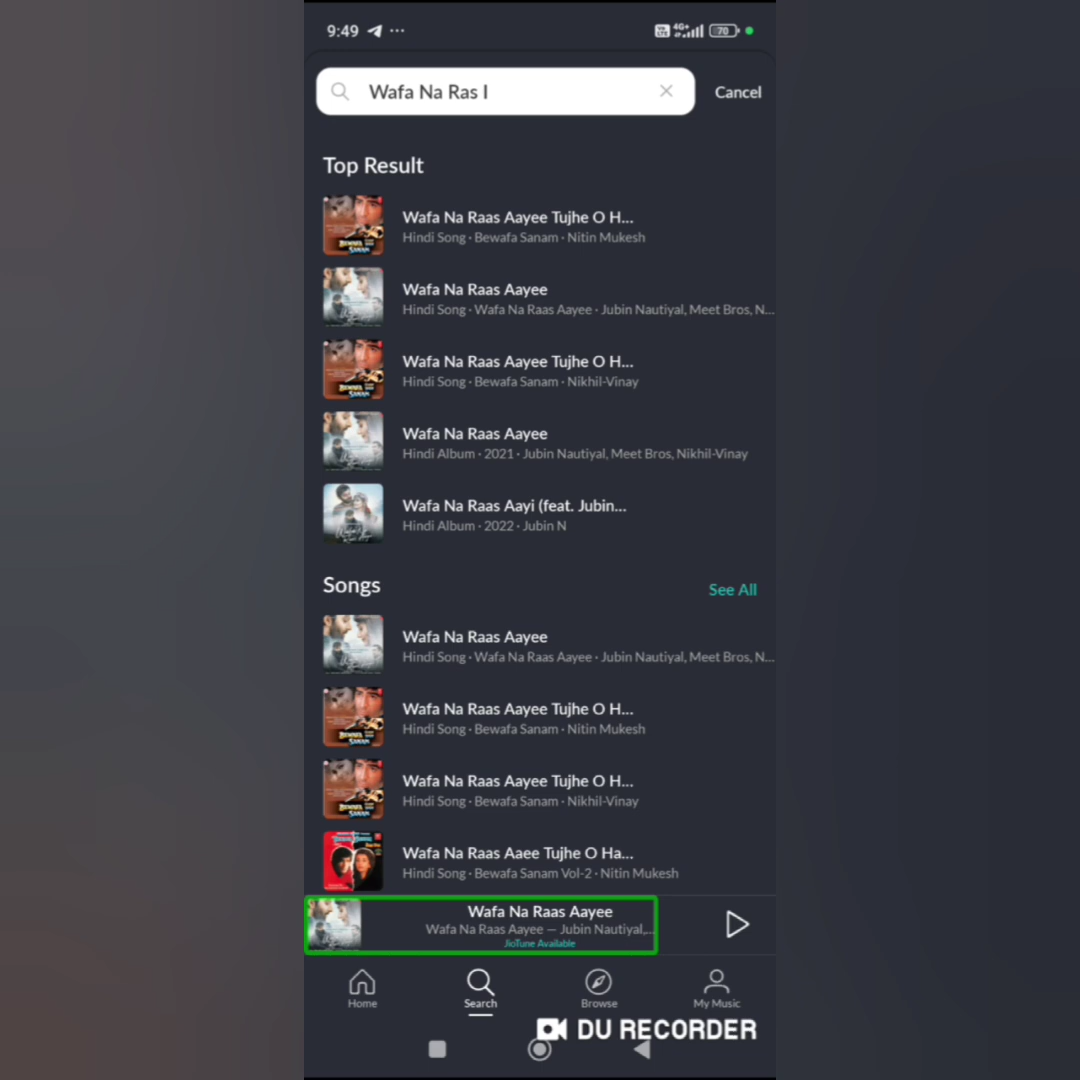 9:49
4G+
70
Wafa Na Ras I
Cancel
Top Result
Wafa Na Raas Aayee Tujhe O H...
Hindi Song · Bewafa Sanam · Nitin Mukesh
Wafa Na Raas Aayee
Hindi Song · Wafa Na Raas Aayee · Jubin Nautiyal, Meet Bros, N...
Wafa Na Raas Aayee Tujhe O H...
Hindi Song · Bewafa Sanam · Nikhil-Vinay
Wafa Na Raas Aayee
Hindi Album · 2021 · Jubin Nautiyal, Meet Bros, Nikhil-Vinay
Wafa Na Raas Aayi (feat. Jubin...
Hindi Album · 2022 · Jubin N
Songs
See All
Wafa Na Raas Aayee
Hindi Song · Wafa Na Raas Aayee · Jubin Nautiyal, Meet Bros, N...
Wafa Na Raas Aayee Tujhe O H...
Hindi Song · Bewafa Sanam · Nitin Mukesh
Wafa Na Raas Aayee Tujhe O H...
Hindi Song · Bewafa Sanam · Nikhil-Vinay
Wafa Na Raas Aaee Tujhe O Ha...
Hindi Song · Bewafa Sanam Vol-2 · Nitin Mukesh
Wafa Na Raas Aayee
Wafa Na Raas Aayee — Jubin Nautiyal,...
JioTune Available
Home
Search
Browse
My Music
DU RECORDER